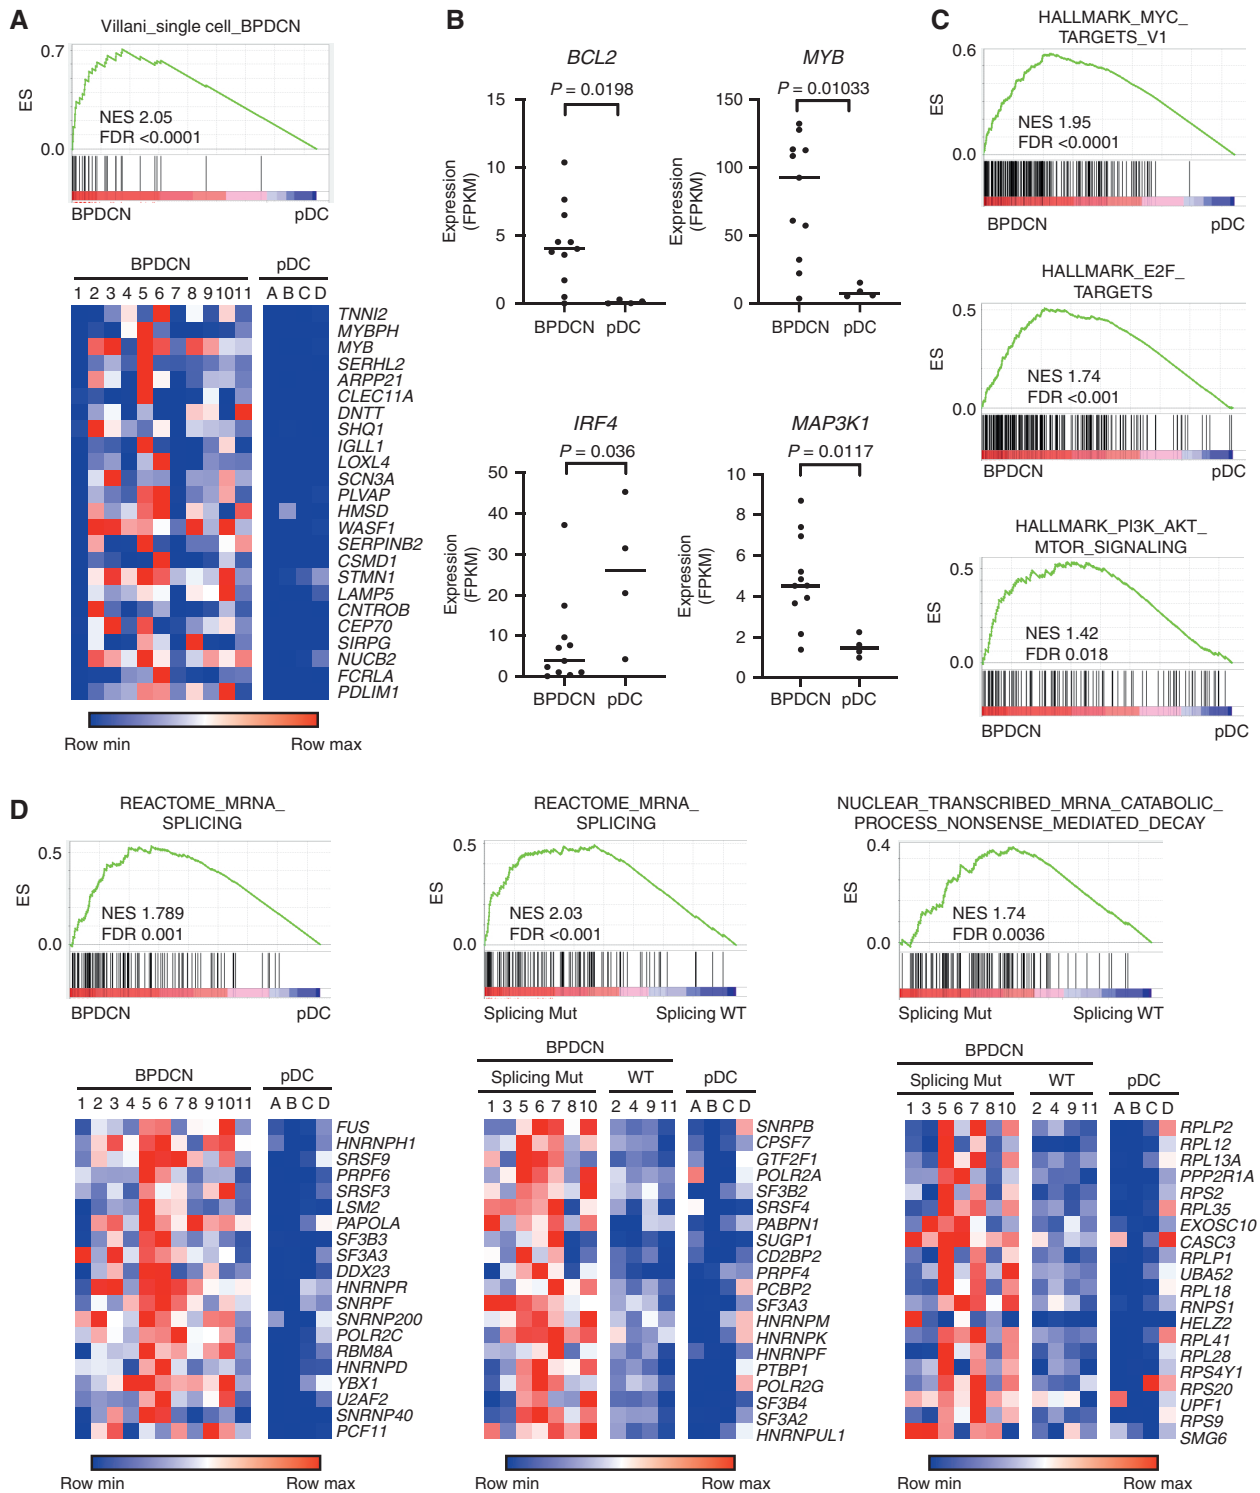 A
Villani_single cell_BPDCN
0.7
ES
NES 2.05
FDR <0.0001
0.0
BPDCN pDC
BPDCN pDC
1 2 3 4 5 6 7 8 9 10 11 A B C D
TNNI2
MYBPH
MYB
SERHL2
ARPP21
CLEC11A
DNTT
SHQ1
IGLL1
LOXL4
SCN3A
PLVAP
HMSD
WASF1
SERPINB2
CSMD1
STMN1
LAMP5
CNTROB
CEP70
SIRPG
NUCB2
FCRLA
PDLIM1
Row min Row max
B
BCL2
P = 0.0198
15
10
5
0
Expression
(FPKM)
BPDCN pDC
MYB
P = 0.01033
150
100
50
0
Expression
(FPKM)
BPDCN pDC
IRF4
P = 0.036
50
40
30
20
10
0
Expression
(FPKM)
BPDCN pDC
MAP3K1
P = 0.0117
10
8
6
4
2
0
Expression
(FPKM)
BPDCN pDC
C
HALLMARK_MYC_
TARGETS_V1
0.6
ES
NES 1.95
FDR <0.0001
0.0
BPDCN pDC
HALLMARK_E2F_
TARGETS
0.5
ES
NES 1.74
FDR <0.001
0.0
BPDCN pDC
HALLMARK_PI3K_AKT_
MTOR_SIGNALING
0.5
ES
NES 1.42
FDR 0.018
0.0
BPDCN pDC
D
REACTOME_MRNA_
SPLICING
0.5
ES
NES 1.789
FDR 0.001
0.0
BPDCN pDC
BPDCN pDC
1 2 3 4 5 6 7 8 9 10 11 A B C D
FUS
HNRNPH1
SRSF9
PRPF6
SRSF3
LSM2
PAPOLA
SF3B3
SF3A3
DDX23
HNRNPR
SNRPF
SNRNP200
POLR2C
RBM8A
HNRNPD
YBX1
U2AF2
SNRNP40
PCF11
Row min Row max
REACTOME_MRNA_
SPLICING
0.5
ES
NES 2.03
FDR <0.001
0.0
Splicing Mut Splicing WT
BPDCN
Splicing Mut WT pDC
1 3 5 6 7 8 10 2 4 9 11 A B C D
SNRPB
CPSF7
GTF2F1
POLR2A
SF3B2
SRSF4
PABPN1
SUGP1
CD2BP2
PRPF4
PCBP2
SF3A3
HNRNPM
HNRNPK
HNRNPF
PTBP1
POLR2G
SF3B4
SF3A2
HNRNPUL1
Row min Row max
NUCLEAR_TRANSCRIBED_MRNA_CATABOLIC_
PROCESS_NONSENSE_MEDIATED_DECAY
0.4
ES
NES 1.74
FDR 0.0036
0.0
Splicing Mut Splicing WT
BPDCN
Splicing Mut WT pDC
1 3 5 6 7 8 10 2 4 9 11 A B C D
RPLP2
RPL12
RPL13A
PPP2R1A
RPS2
RPL35
EXOSC10
CASC3
RPLP1
UBA52
RPL18
RNPS1
HELZ2
RPL41
RPL28
RPS4Y1
RPS20
UPF1
RPS9
SMG6
Row min Row max